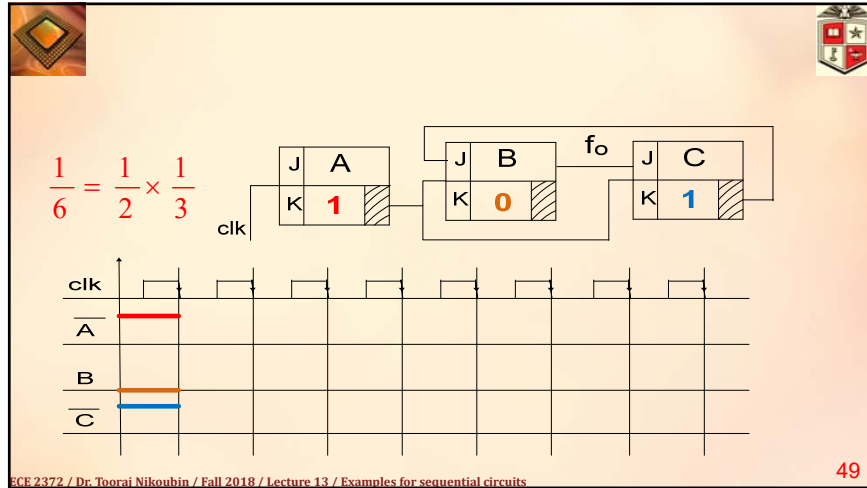 1/6 = 1/2 × 1/3
J A
K 1
clk
J B
K 0
fo
J C
K 1
clk
A̅
B
C̅
ECE 2372 / Dr. Tooraj Nikoubin / Fall 2018 / Lecture 13 / Examples for sequential circuits
49